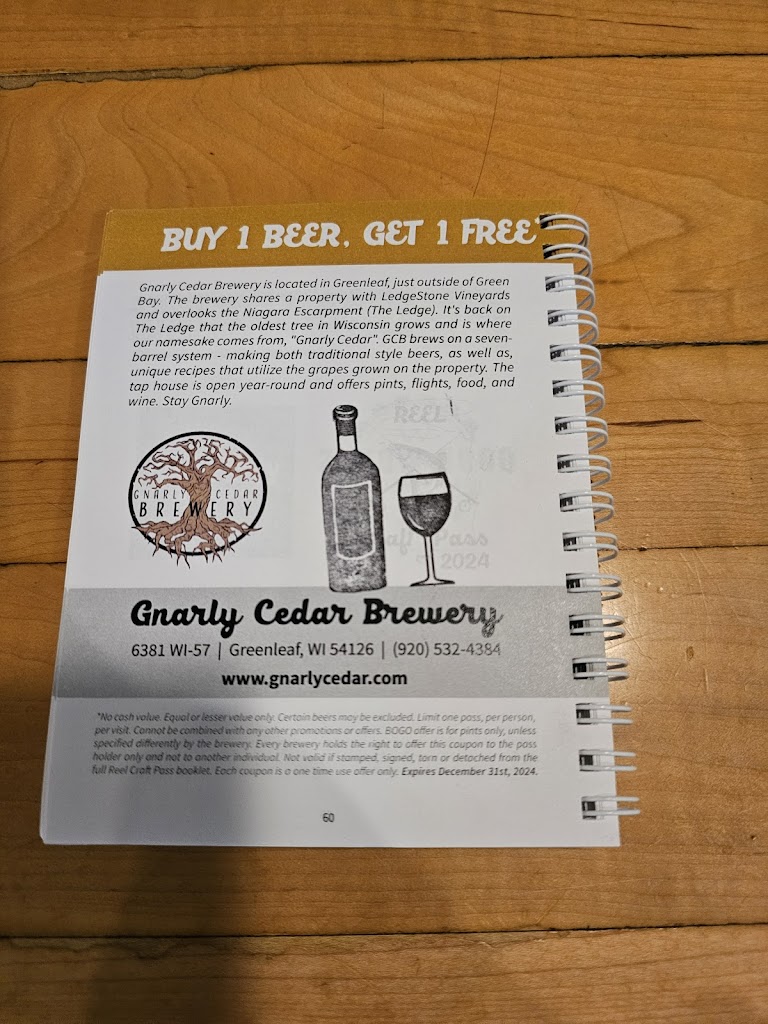 BUY 1 BEER, GET 1 FREE*
Gnarly Cedar Brewery is located in Greenleaf, just outside of Green
Bay. The brewery shares a property with LedgeStone Vineyards
and overlooks the Niagara Escarpment (The Ledge). It's back on
The Ledge that the oldest tree in Wisconsin grows and is where
our namesake comes from, "Gnarly Cedar". GCB brews on a seven-
barrel system - making both traditional style beers, as well as,
unique recipes that utilize the grapes grown on the property. The
tap house is open year-round and offers pints, flights, food, and
wine. Stay Gnarly.
GNARLY CEDAR
BREWERY
Gnarly Cedar Brewery
6381 WI-57 | Greenleaf, WI 54126 | (920) 532-4384
www.gnarlycedar.com
*No cash value. Equal or lesser value only. Certain beers may be excluded. Limit one pass, per person,
per visit. Cannot be combined with any other promotions or offers. BOGO offer is for pints only, unless
specified differently by the brewery. Every brewery holds the right to offer this coupon to the pass
holder only and not to another individual. Not valid if stamped, signed, torn or detached from the
full Reel Craft Pass booklet. Each coupon is a one time use offer only. Expires December 31st, 2024.
60